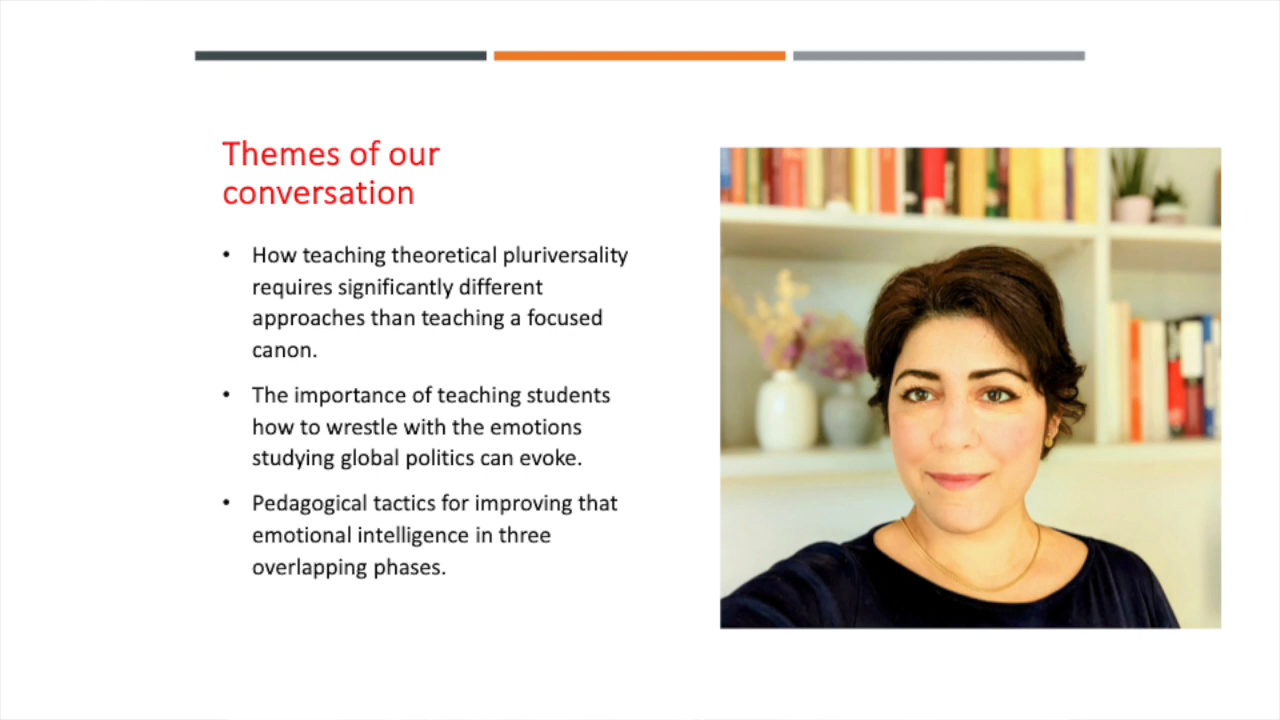 Themes of our
conversation
• How teaching theoretical pluriversality
requires significantly different
approaches than teaching a focused
canon.
• The importance of teaching students
how to wrestle with the emotions
studying global politics can evoke.
• Pedagogical tactics for improving that
emotional intelligence in three
overlapping phases.